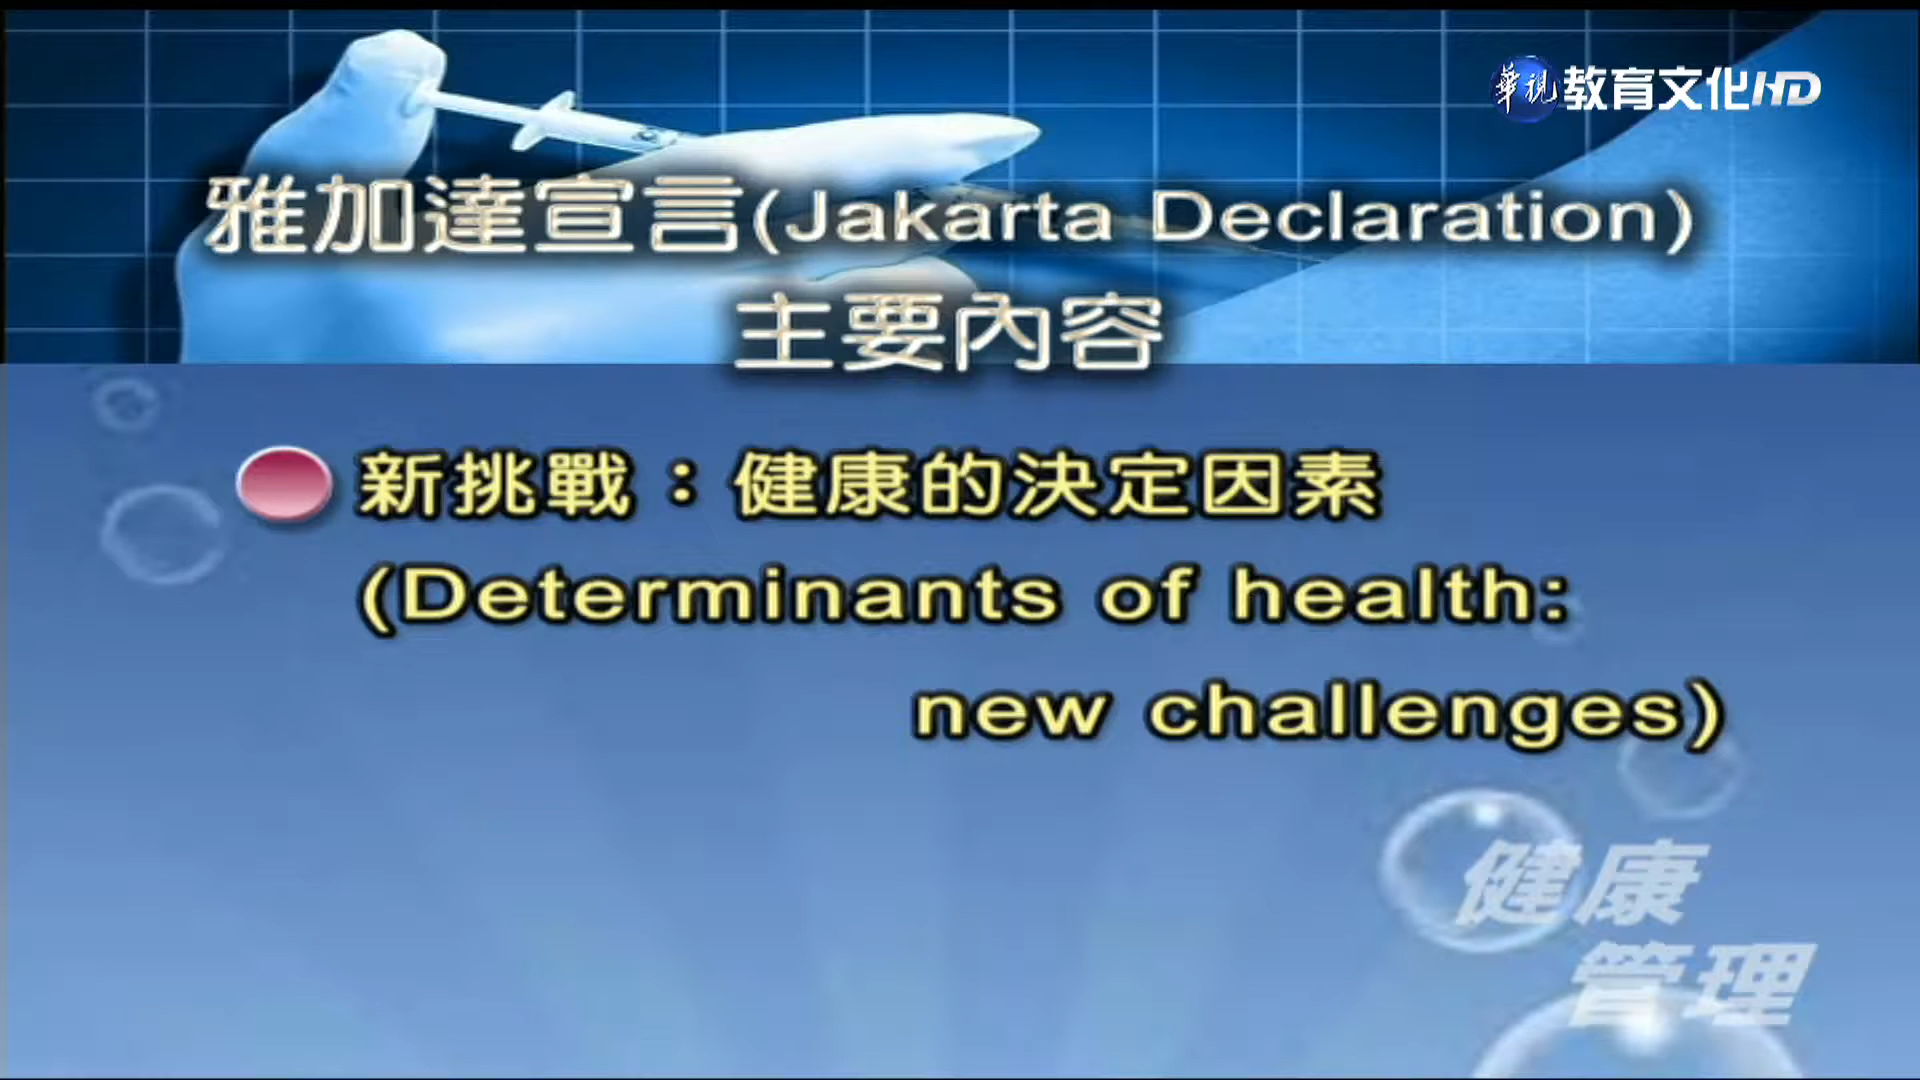 華視 教育文化HD
雅加達宣言(Jakarta Declaration)
主要內容
新挑戰：健康的決定因素
(Determinants of health:
new challenges)
健康
管理